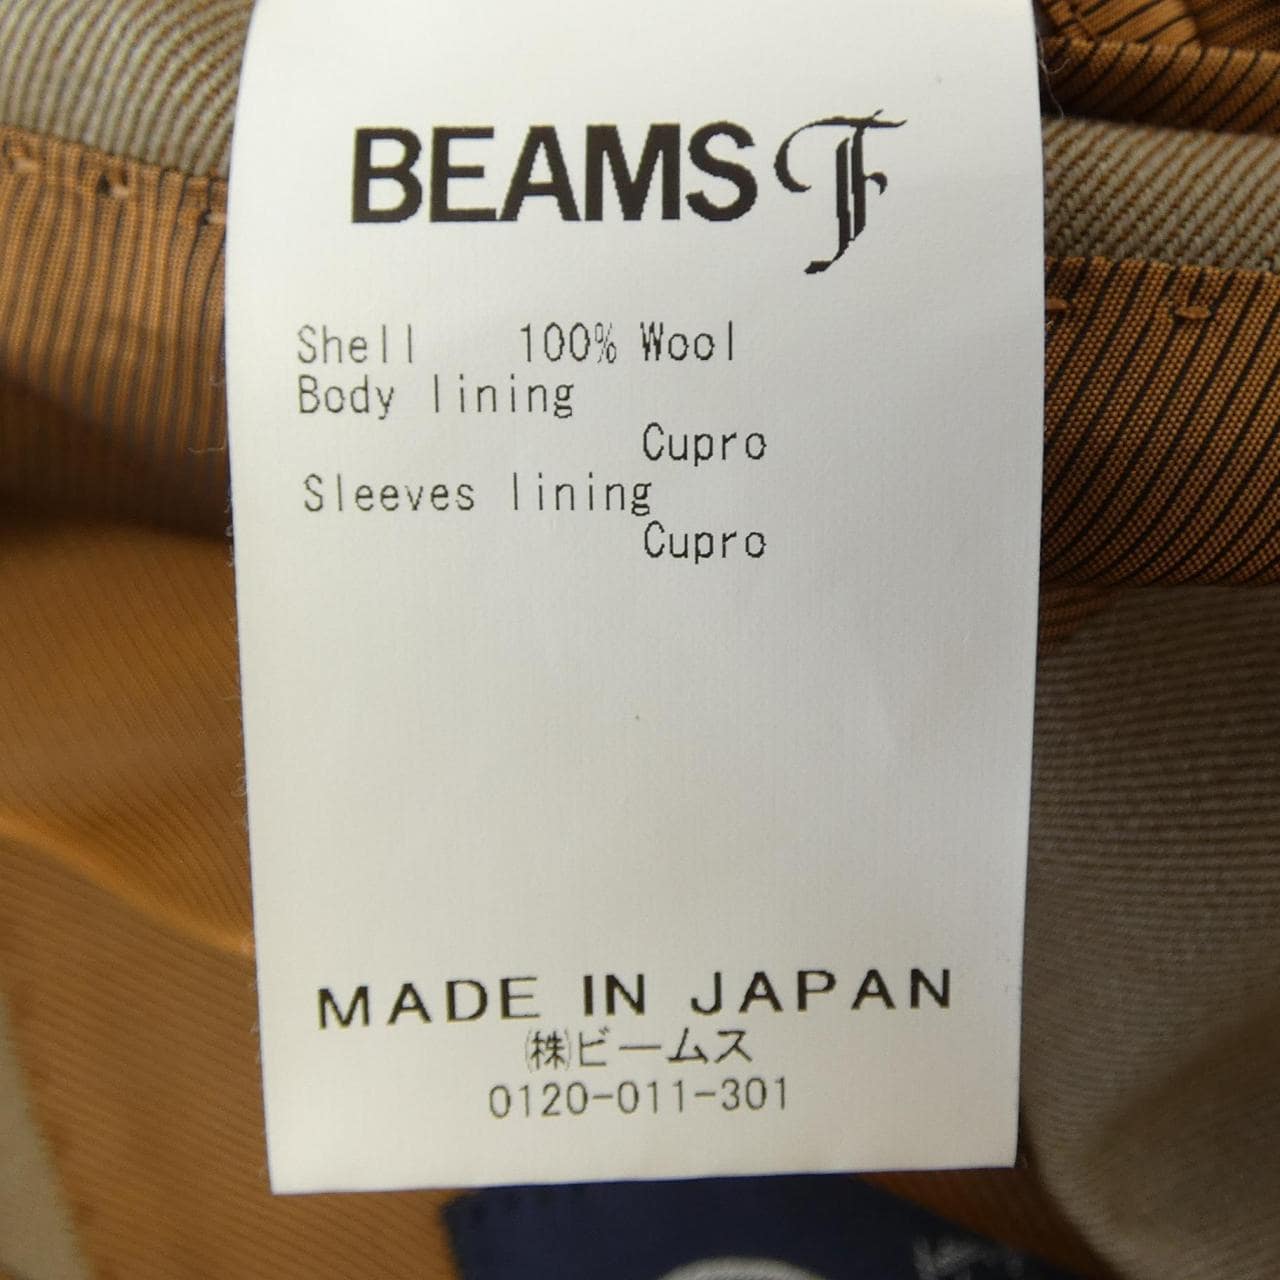 BEAMS F
Shell 100% Wool
Body lining
Cupro
Sleeves lining
Cupro
MADE IN JAPAN
㈱ビームス
0120-011-301